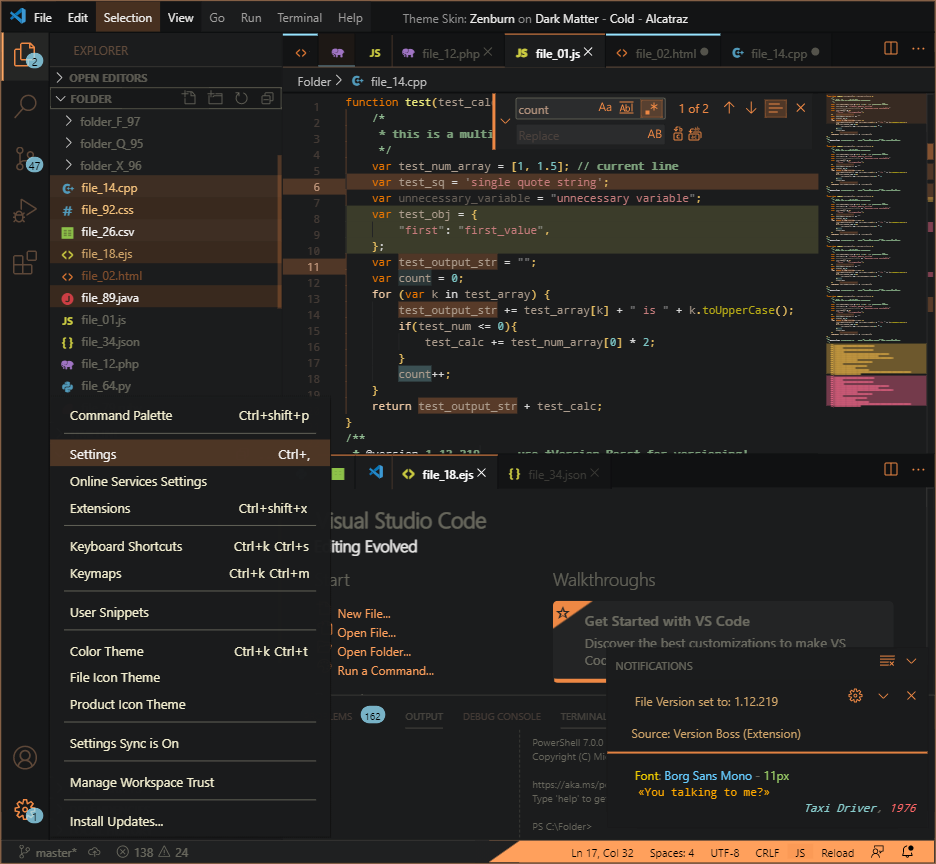 File Edit Selection View Go Run Terminal Help Theme Skin: Zenburn on Dark Matter - Cold - Alcatraz
2
EXPLORER
OPEN EDITORS
FOLDER
folder_F_97
folder_Q_95
folder_X_96
47
file_14.cpp
file_92.css
file_26.csv
file_18.ejs
file_02.html
file_89.java
JS file_01.js
file_34.json
file_12.php
file_64.py
JS file_12.php JS file_01.js file_02.html file_14.cpp
Folder file_14.cpp
count Aa Abl .* 1 of 2
Replace AB
1 function test(test_cal
2 /*
3 * this is a multi
4 */
5 var test_num_array = [1, 1.5]; // current line
6 var test_sq = 'single quote string';
7 var unnecessary_variable = "unnecessary variable";
8 var test_obj = {
9 "first": "first_value",
10 };
11 var test_output_str = "";
12 var count = 0;
13 for (var k in test_array) {
14 test_output_str += test_array[k] + " is " + k.toUpperCase();
15 if(test_num <= 0){
16 test_calc += test_num_array[0] * 2;
17 }
18 count++;
19 }
return test_output_str + test_calc;
}
/**
* @version 1.12.219 use *Version Boss* for versioning!
Command Palette Ctrl+shift+p
Settings Ctrl+,
Online Services Settings
Extensions Ctrl+shift+x
Keyboard Shortcuts Ctrl+k Ctrl+s
Keymaps Ctrl+k Ctrl+m
User Snippets
Color Theme Ctrl+k Ctrl+t
File Icon Theme
Product Icon Theme
Settings Sync is On
Manage Workspace Trust
Install Updates...
1
file_18.ejs file_34.json
isual Studio Code
iting Evolved
art
New File...
Open File...
Open Folder...
Run a Command...
Walkthroughs
Get Started with VS Code
Discover the best customizations to make VS
Coo
LEMS 162 OUTPUT DEBUG CONSOLE TERMINAL
PowerShell 7.0.0
Copyright (C) Mi
https://aka.ms/po
Type 'help' to get
PS C:\Folder>
NOTIFICATIONS
File Version set to: 1.12.219
Source: Version Boss (Extension)
Font: Borg Sans Mono - 11px
«You talking to me?»
Taxi Driver, 1976
master* 138 24 Ln 17, Col 32 Spaces: 4 UTF-8 CRLF JS Reload